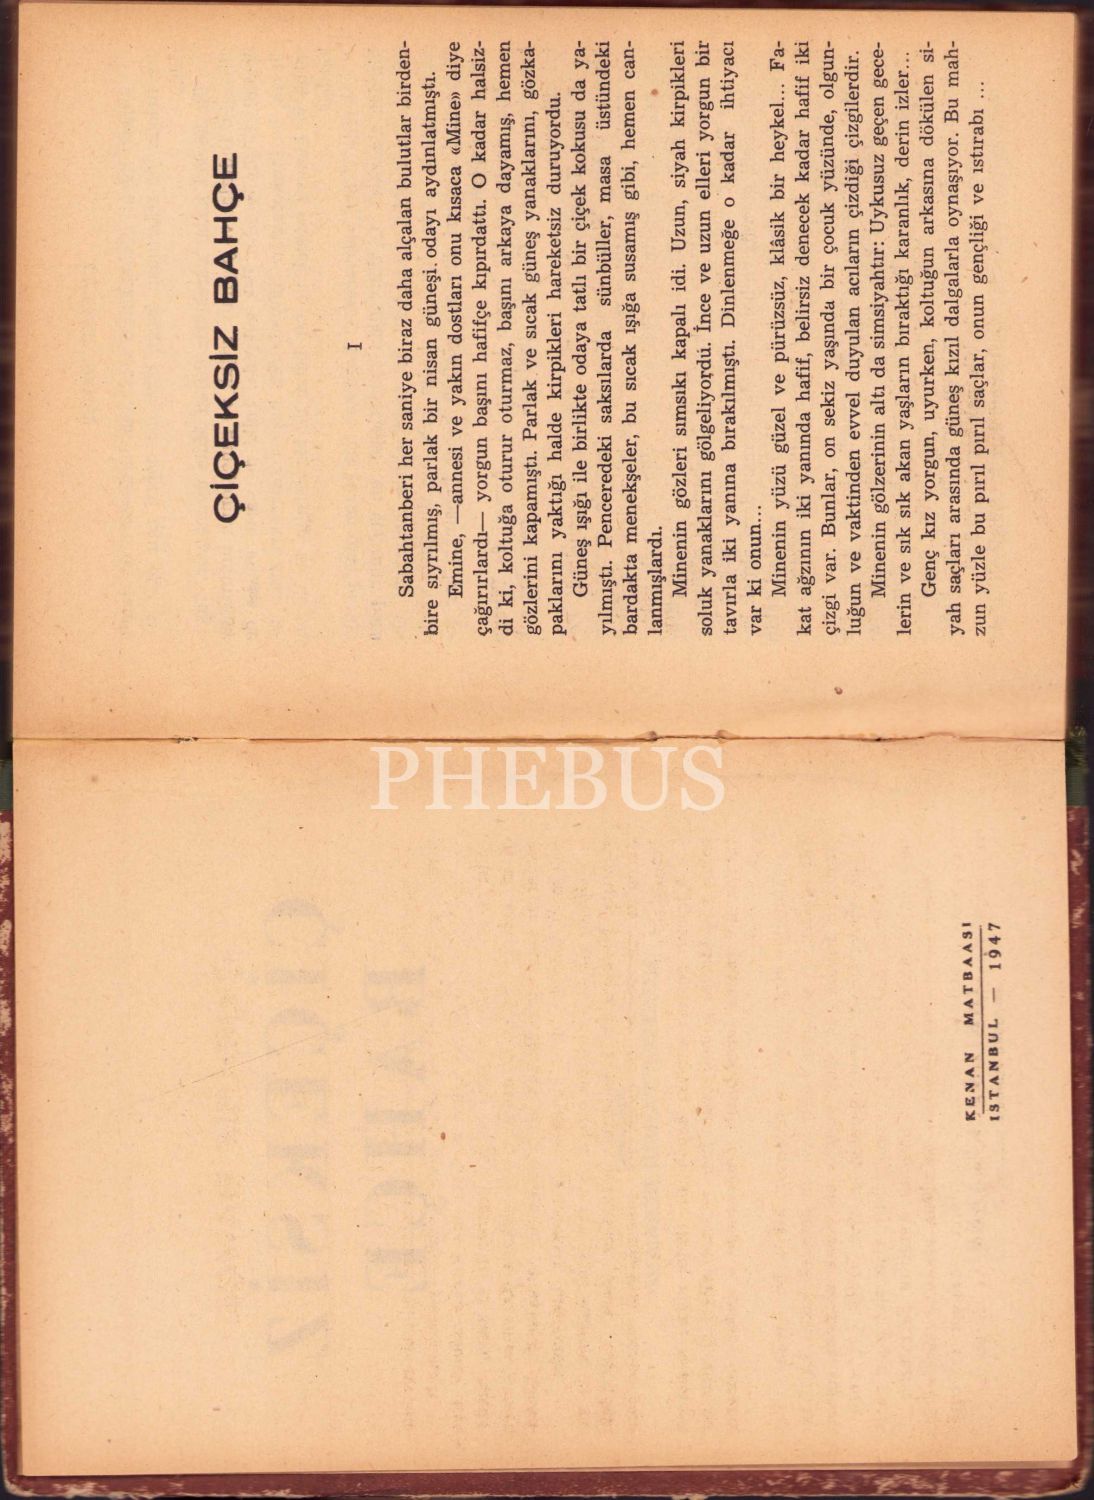 KENAN MATBAASI
ISTANBUL — 1947
ÇİÇEKSİZ BAHÇE
I
Sabahtanberi her saniye biraz daha alçalan bulutlar birden-
bire sıyrılmış, parlak bir nisan güneşi. odayı aydınlatmıştı.
Emine, —annesi ve yakın dostları onu kısaca «Mine» diye
çağırırlardı— yorgun başını hafifçe kıpırdattı. O kadar halsiz-
di ki, koltuğa oturur oturmaz, başını arkaya dayamış, hemen
gözlerini kapamıştı. Parlak ve sıcak güneş yanaklarını, gözka-
paklarını yaktığı halde kirpikleri hareketsiz duruyordu.
Güneş ışığı ile birlikte odaya tatlı bir çiçek kokusu da ya-
yılmıştı. Penceredeki saksılarda sünbüller, masa üstündeki
bardakta menekşeler, bu sıcak ışığa susamış gibi, hemen can-
lanmışlardı.
Minenin gözleri sımsıkı kapalı idi. Uzun, siyah kirpikleri
soluk yanaklarını gölgeliyordu. İnce ve uzun elleri yorgun bir
tavırla iki yanına bırakılmıştı. Dinlenmeğe o kadar ihtiyacı
var ki onun...
Minenin yüzü güzel ve pürüzsüz, klâsik bir heykel... Fa-
kat ağzının iki yanında hafif, belirsiz denecek kadar hafif iki
çizgi var. Bunlar, on sekiz yaşında bir çocuk yüzünde, olgun-
luğun ve vaktinden evvel duyulan acıların çizdiği çizgilerdir.
Minenin gölzerinin altı da simsiyahtır: Uykusuz geçen gece-
lerin ve sık sık akan yaşların bıraktığı karanlık, derin izler...
Genç kız yorgun, uyurken, koltuğun arkasına dökülen si-
yah saçları arasında güneş kızıl dalgalarla oynaşıyor. Bu mah-
zun yüzle bu pırıl pırıl saçlar, onun gençliği ve ıstırabı ...
PHEBUS